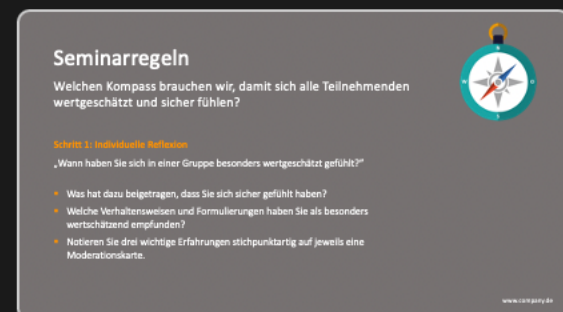 Seminarregeln
Welchen Kompass brauchen wir, damit sich alle Teilnehmenden
wertgeschätzt und sicher fühlen?
Schritt 1: Individuelle Reflexion
„Wann haben Sie sich in einer Gruppe besonders wertgeschätzt gefühlt?“
Was hat dazu beigetragen, dass Sie sich sicher gefühlt haben?
Welche Verhaltensweisen und Formulierungen haben Sie als besonders
wertschätzend empfunden?
Notieren Sie drei wichtige Erfahrungen stichpunktartig auf jeweils eine
Moderationskarte.
www.company.de